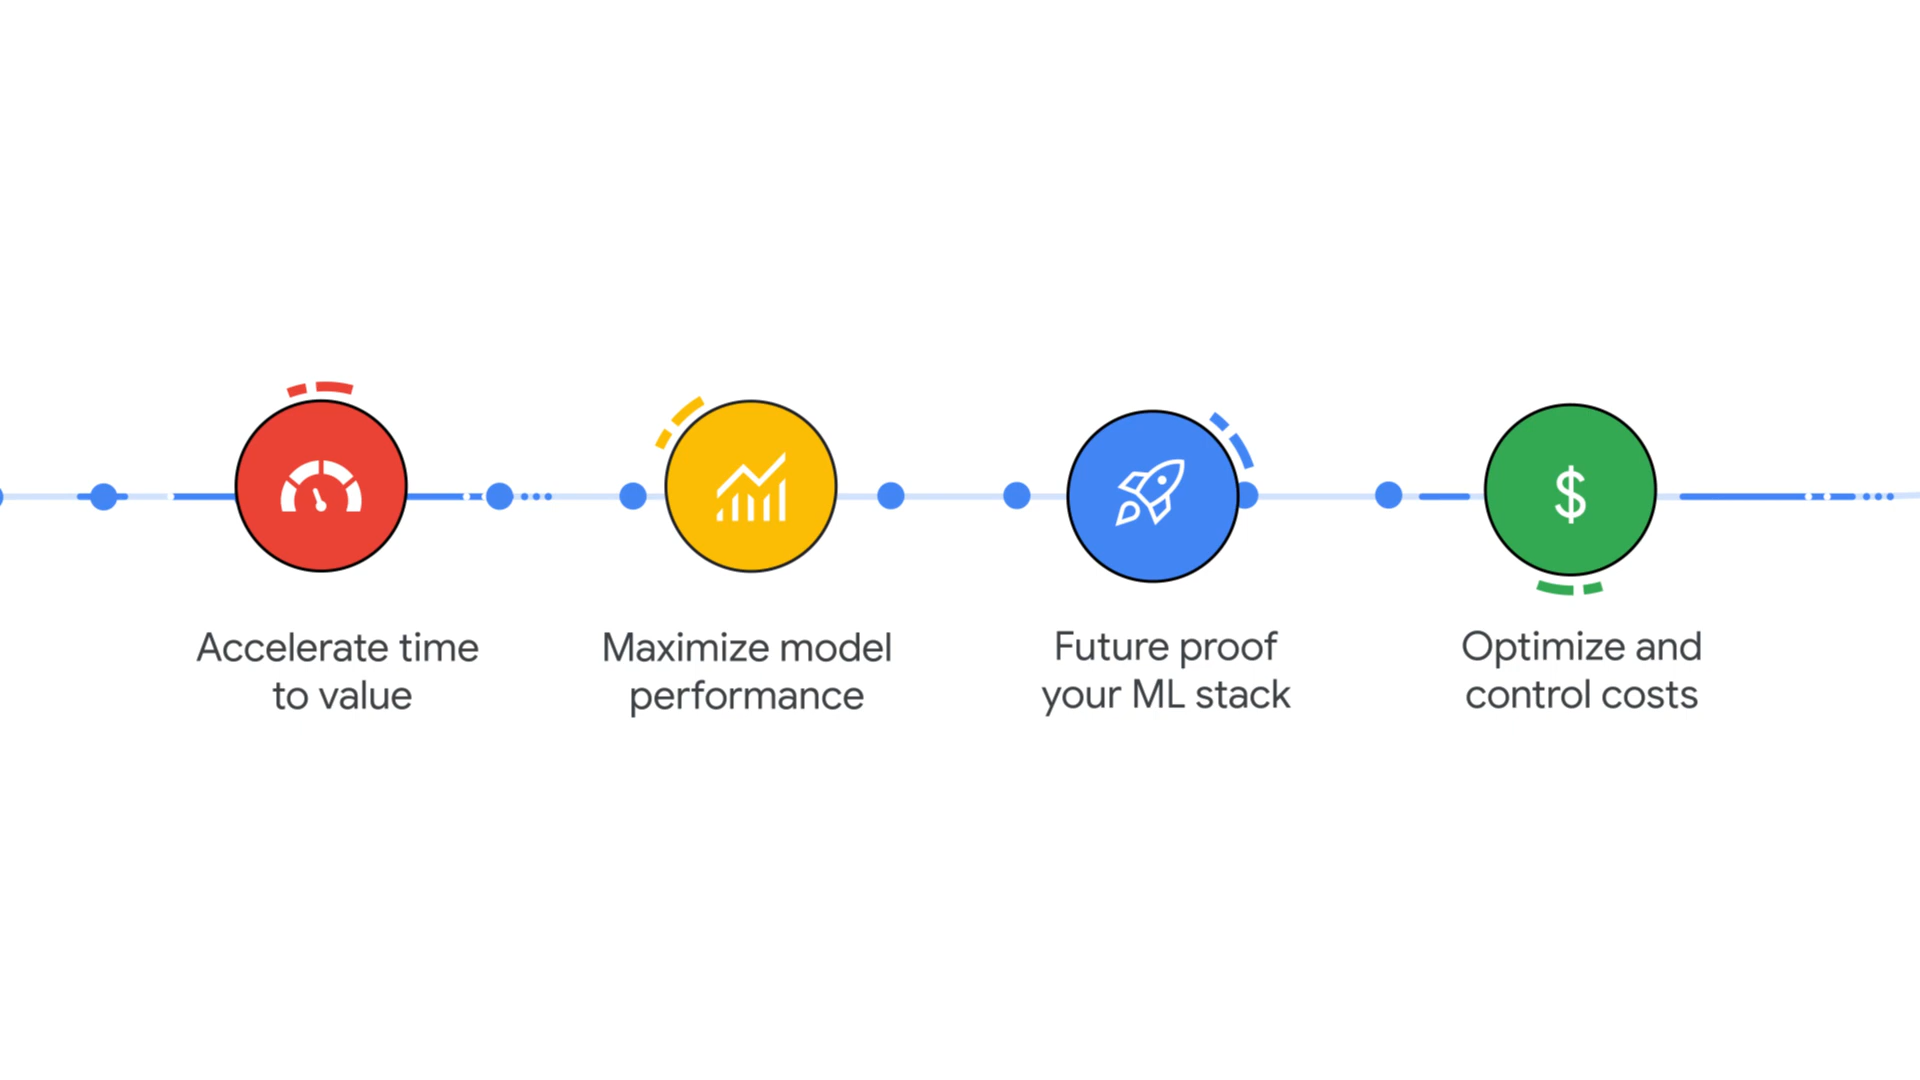 Accelerate time
to value
Maximize model
performance
Future proof
your ML stack
$
Optimize and
control costs